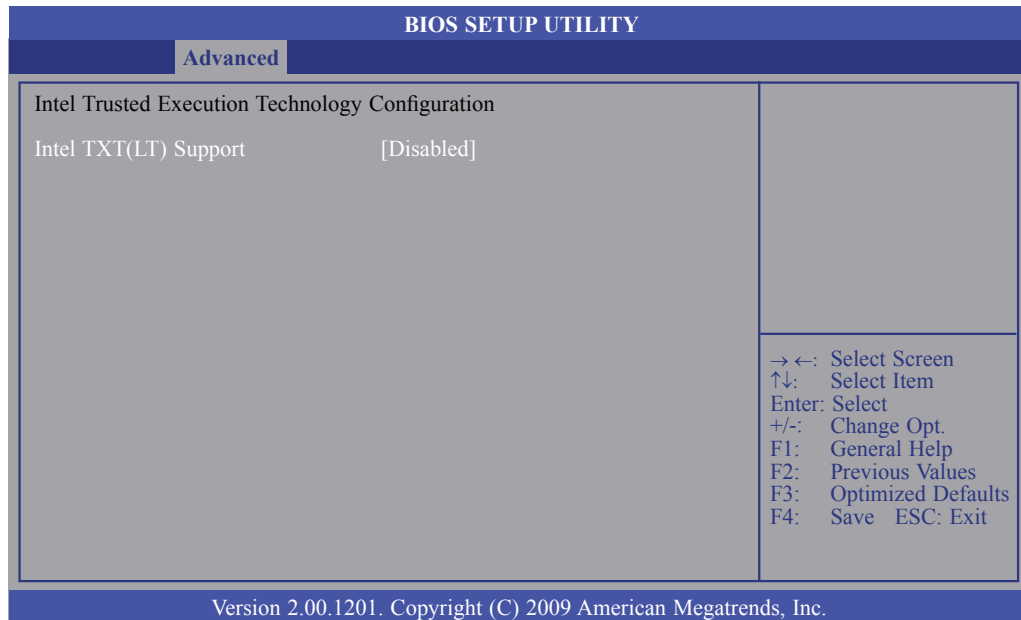 BIOS SETUP UTILITY
Advanced
Intel Trusted Execution Technology Configuration
Intel TXT(LT) Support [Disabled]
→ ←: Select Screen
↑↓: Select Item
Enter: Select
+/-: Change Opt.
F1: General Help
F2: Previous Values
F3: Optimized Defaults
F4: Save ESC: Exit
Version 2.00.1201. Copyright (C) 2009 American Megatrends, Inc.